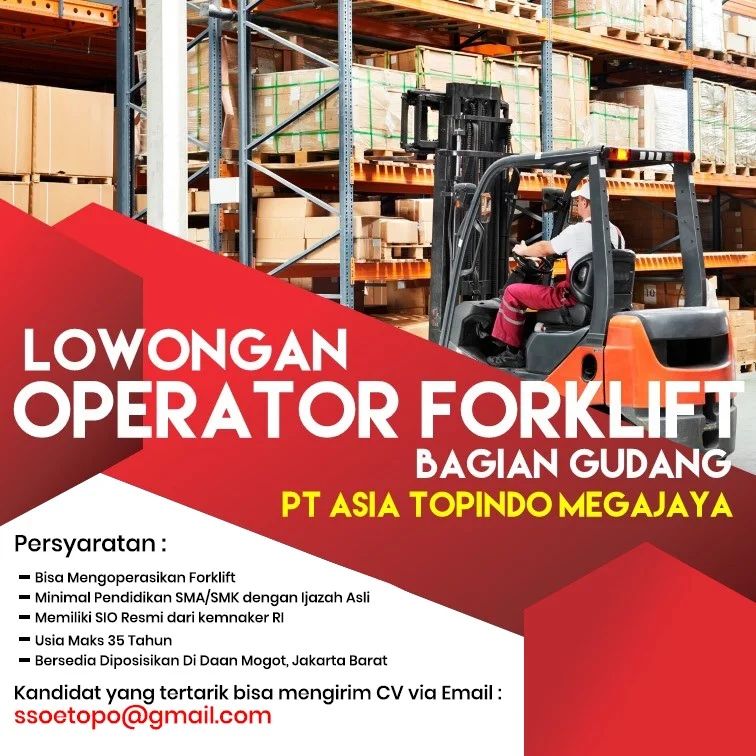 LOWONGAN
OPERATOR FORKLIFT
BAGIAN GUDANG
PT ASIA TOPINDO MEGAJAYA
Persyaratan :
– Bisa Mengoperasikan Forklift
– Minimal Pendidikan SMA/SMK dengan Ijazah Asli
– Memiliki SIO Resmi dari kemnaker RI
– Usia Maks 35 Tahun
– Bersedia Diposisikan Di Daan Mogot, Jakarta Barat
Kandidat yang tertarik bisa mengirim CV via Email :
ssoetopo@gmail.com